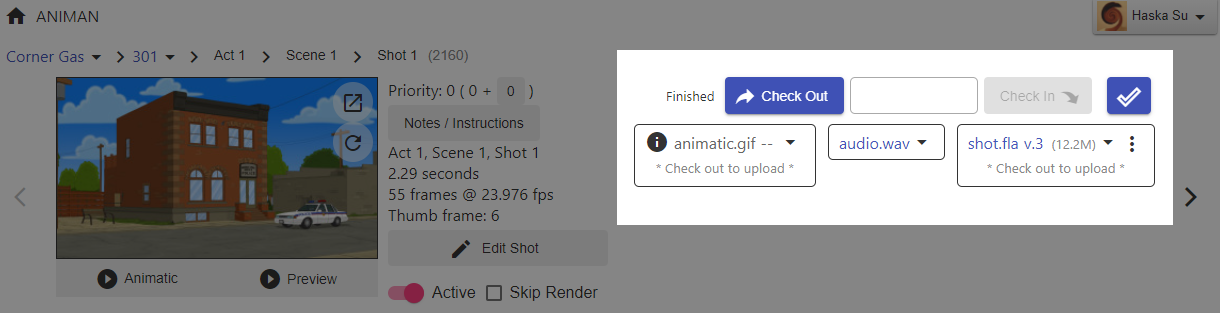 ANIMAN
Haska Su
Corner Gas > 301 > Act 1 > Scene 1 > Shot 1 (2160)
Finished
Check Out
Check In
Priority: 0 ( 0 + 0 )
Notes / Instructions
Act 1, Scene 1, Shot 1
2.29 seconds
55 frames @ 23.976 fps
Thumb frame: 6
Edit Shot
Active
Skip Render
Animatic
Preview
animatic.gif --
* Check out to upload *
audio.wav
shot.fla v.3 (12.2M)
* Check out to upload *